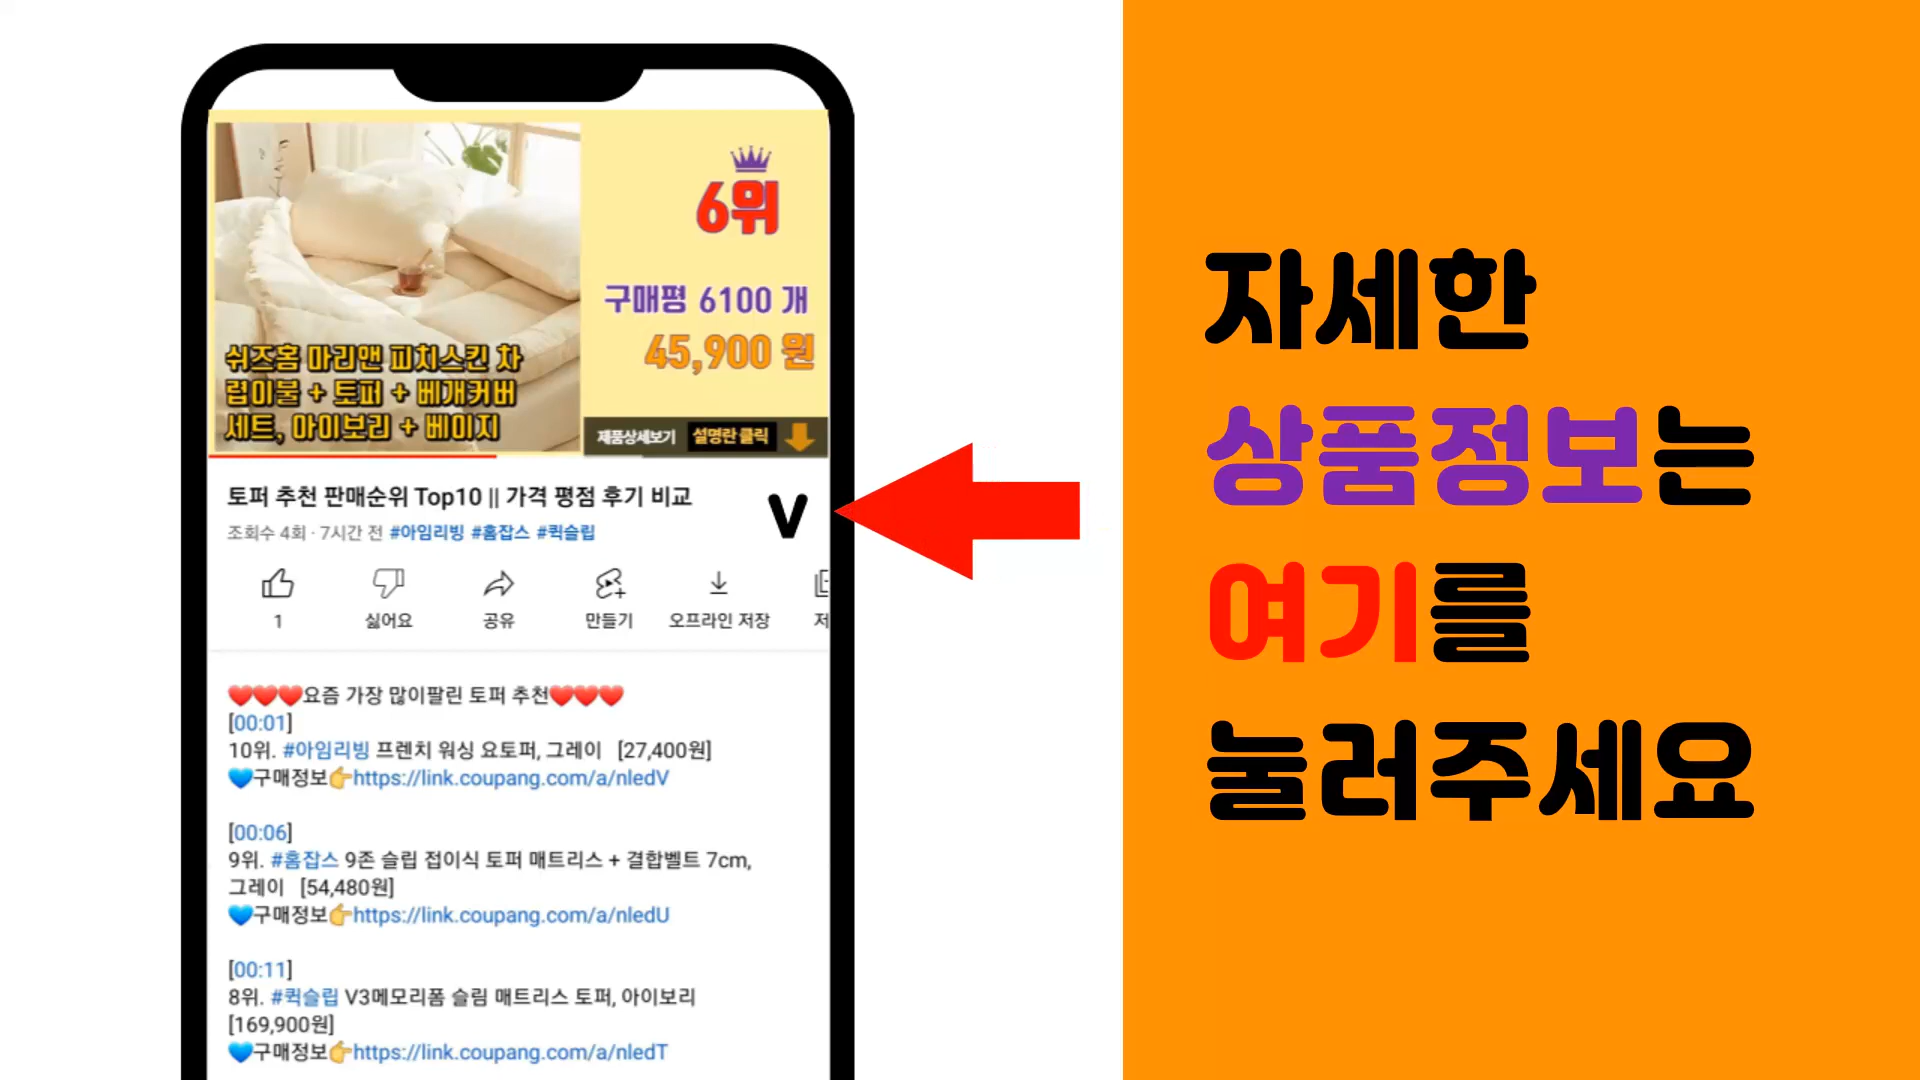 6위
구매평 6100 개
45,900 원
쉬즈홈 마리앤 피치스킨 차
렵이불 + 토퍼 + 베개커버
세트, 아이보리 + 베이지
제품상세보기 설명란 클릭
토퍼 추천 판매순위 Top10 || 가격 평점 후기 비교
V
조회수 4회 · 7시간 전 #아임리빙 #홈잡스 #퀵슬립
1 싫어요 공유 만들기 오프라인 저장 저
❤️❤️❤️요즘 가장 많이팔린 토퍼 추천❤️❤️❤️
[00:01]
10위. #아임리빙 프렌치 워싱 요토퍼, 그레이 [27,400원]
💙구매정보👉https://link.coupang.com/a/nledV
[00:06]
9위. #홈잡스 9존 슬립 접이식 토퍼 매트리스 + 결합벨트 7cm,
그레이 [54,480원]
💙구매정보👉https://link.coupang.com/a/nledU
[00:11]
8위. #퀵슬립 V3메모리폼 슬림 매트리스 토퍼, 아이보리
[169,900원]
💙구매정보👉https://link.coupang.com/a/nledT
자세한
상품정보는
여기를
눌러주세요